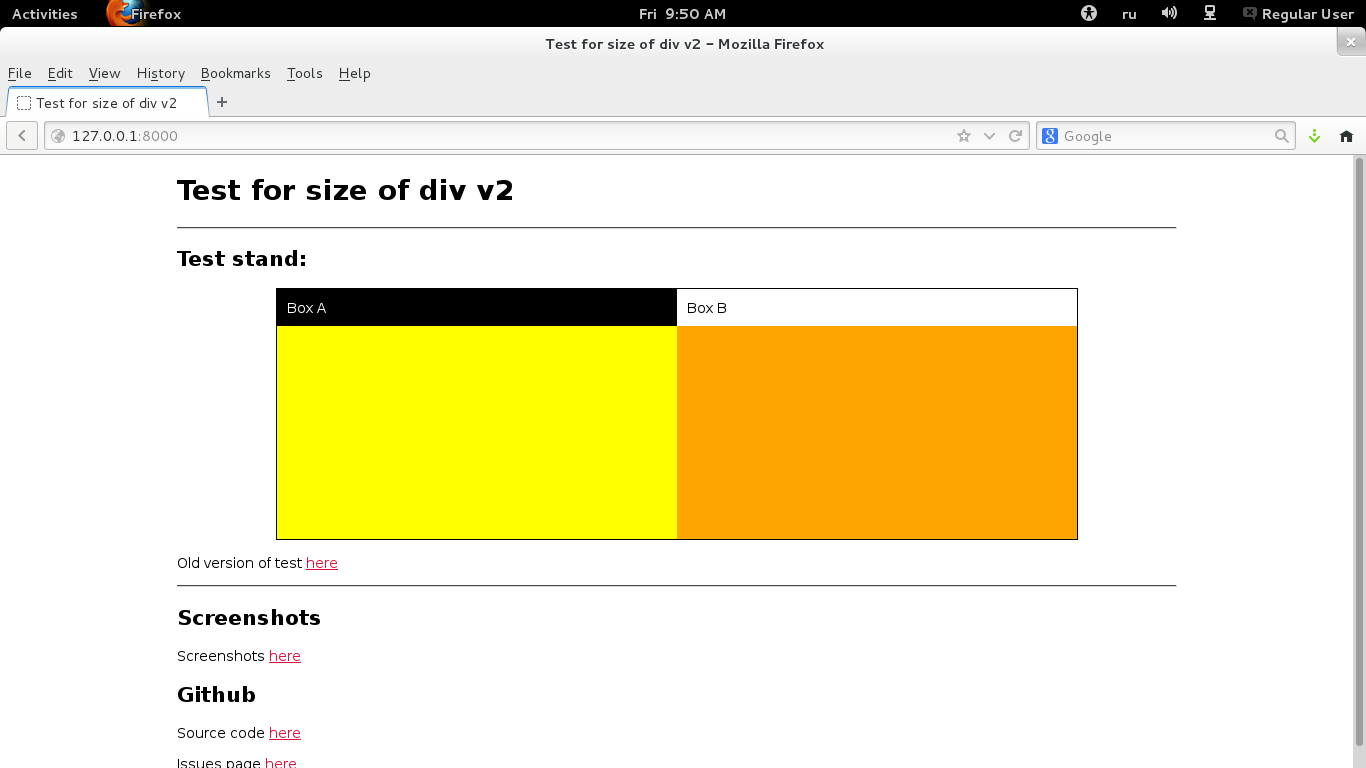 Activities Firefox Fri 9:50 AM ru Regular User
Test for size of div v2 - Mozilla Firefox
File Edit View History Bookmarks Tools Help
Test for size of div v2
127.0.0.1:8000 Google
Test for size of div v2
Test stand:
Box A Box B
Old version of test here
Screenshots
Screenshots here
Github
Source code here
Issues page here